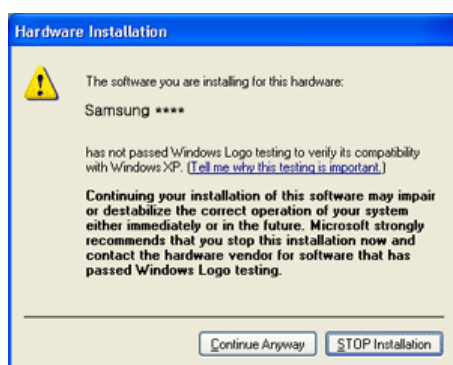 Hardware Installation
The software you are installing for this hardware:
Samsung ****
has not passed Windows Logo testing to verify its compatibility
with Windows XP. (Tell me why this testing is important.)
Continuing your installation of this software may impair
or destabilize the correct operation of your system
either immediately or in the future. Microsoft strongly
recommends that you stop this installation now and
contact the hardware vendor for software that has
passed Windows Logo testing.
Continue Anyway
STOP Installation